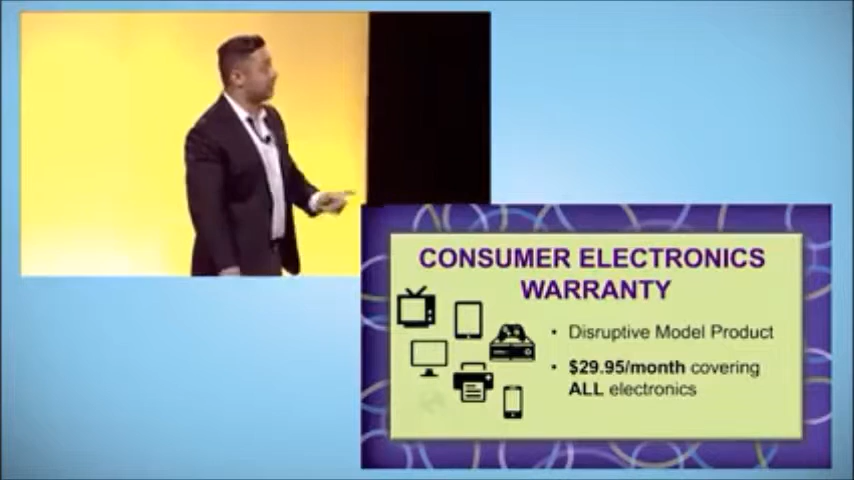 CONSUMER ELECTRONICS
WARRANTY
• Disruptive Model Product
• $29.95/month covering
ALL electronics